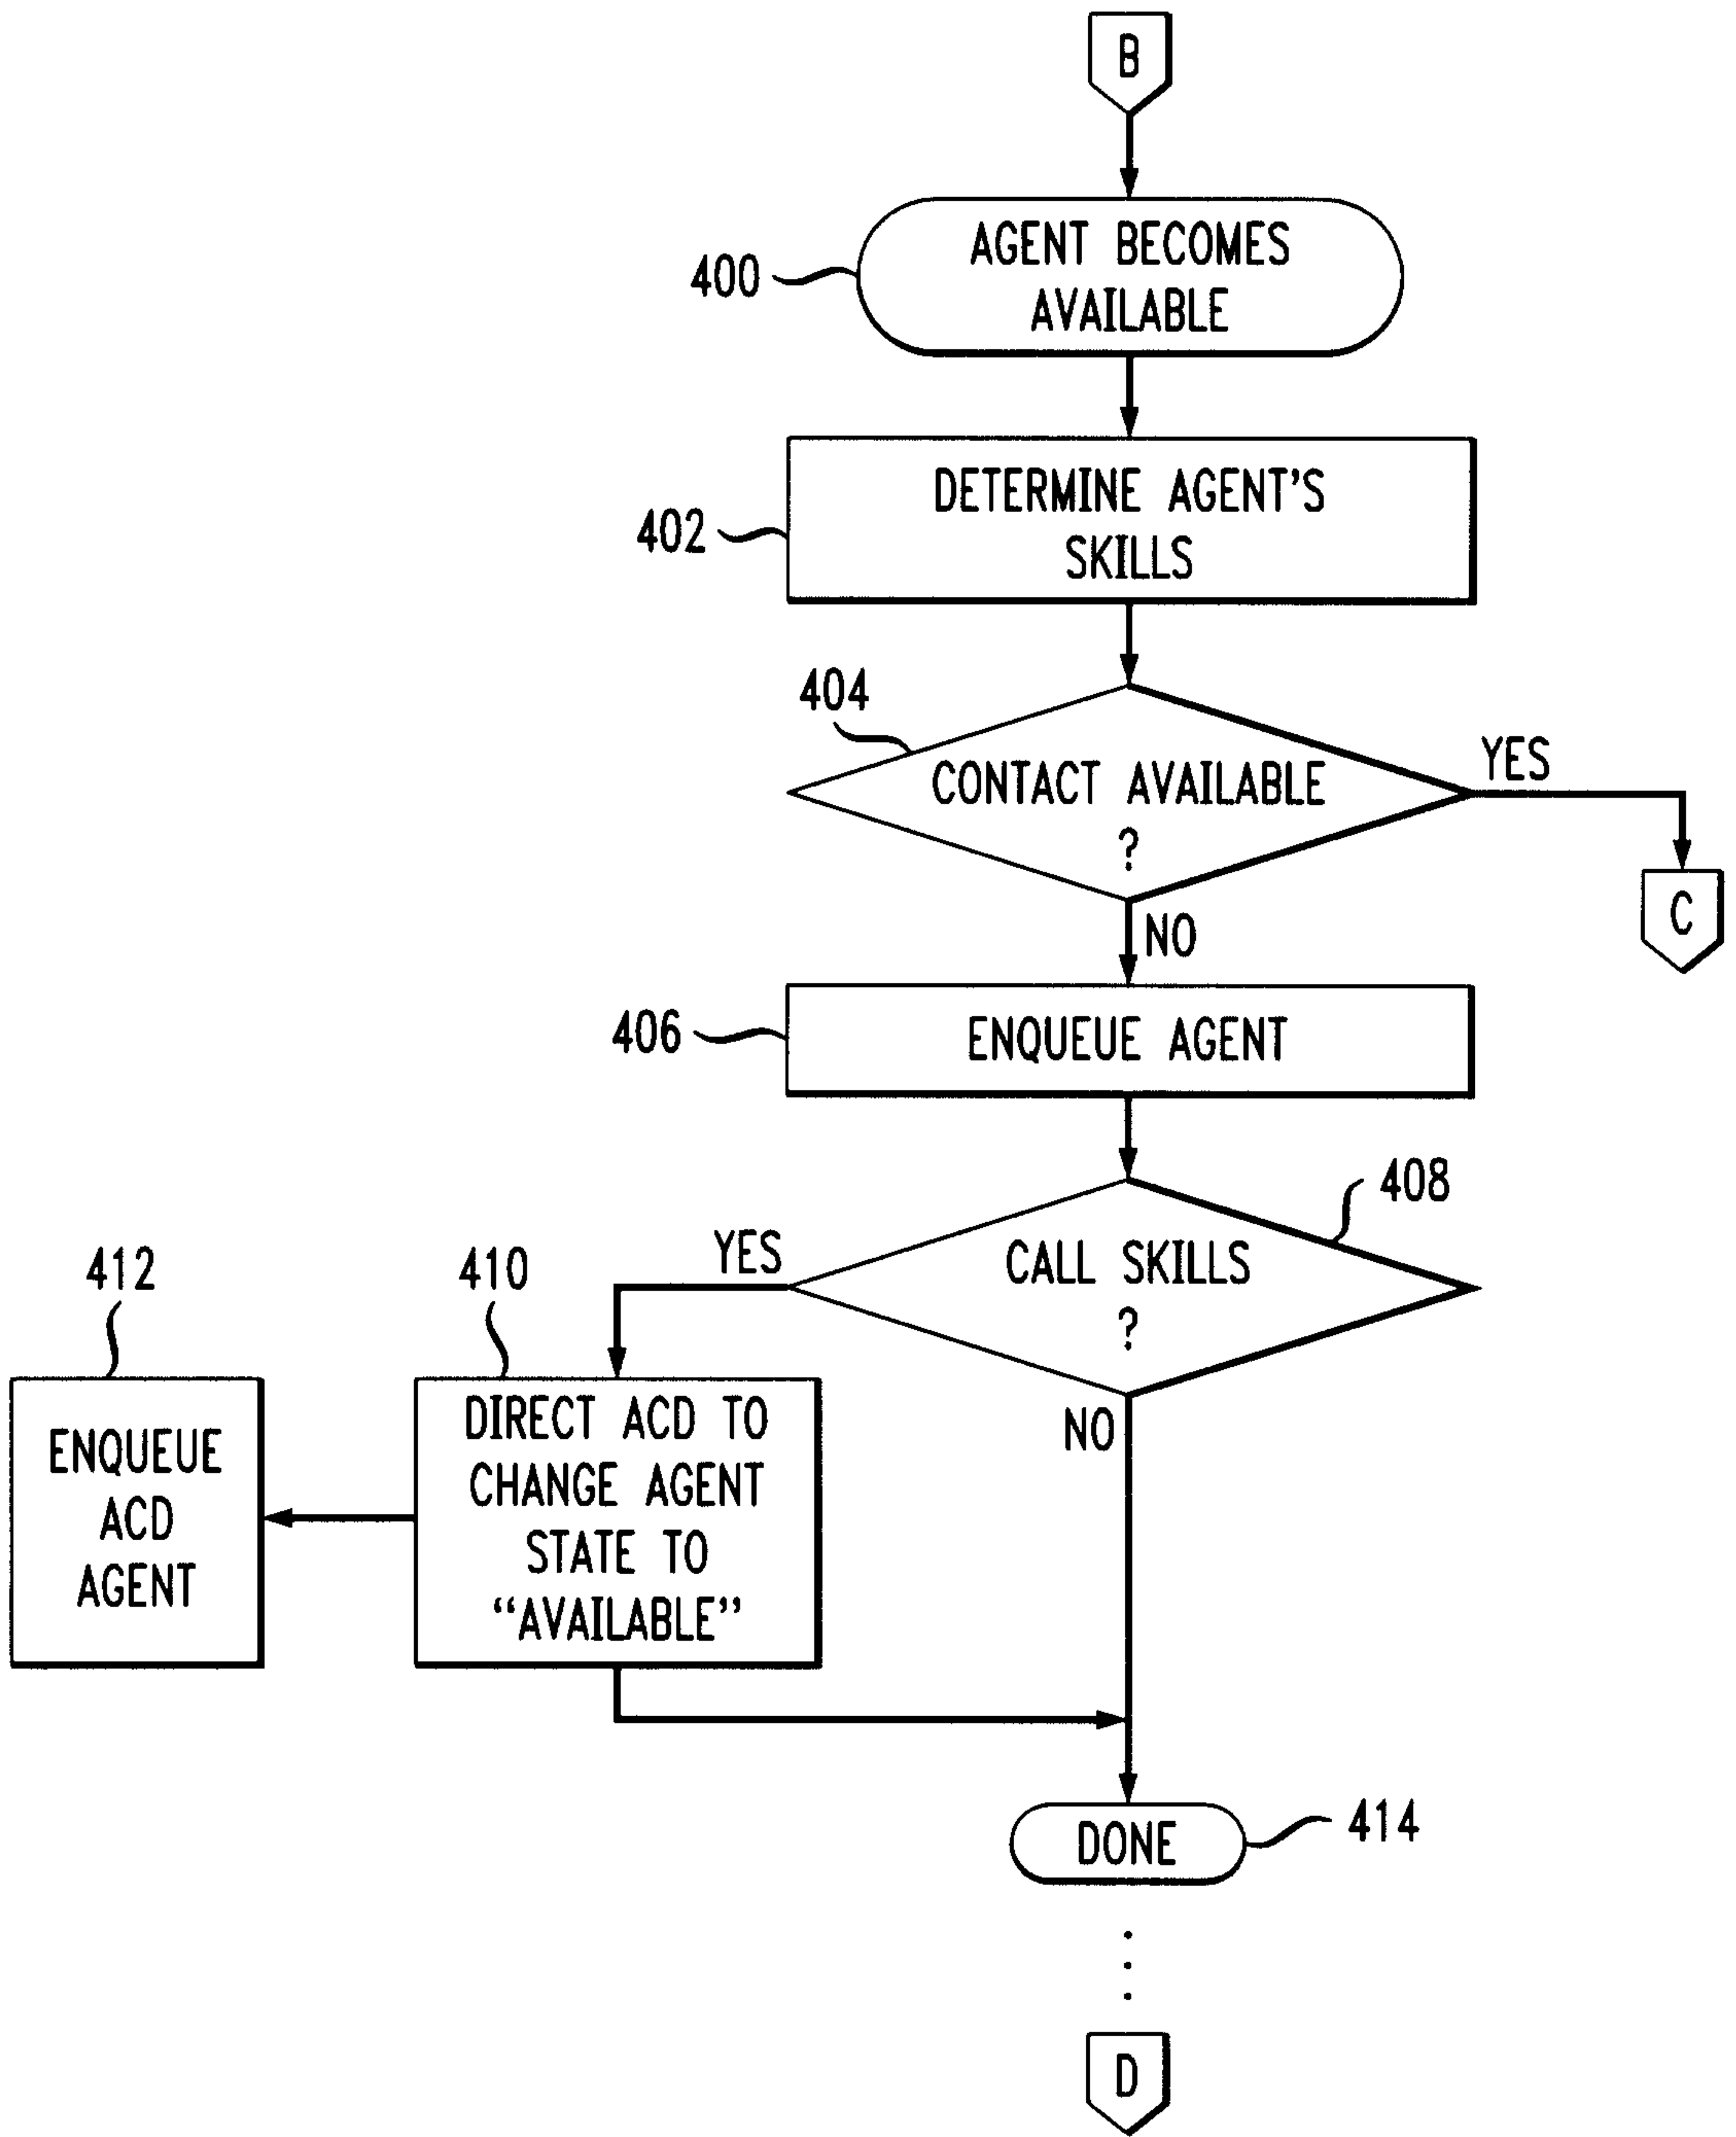 B
AGENT BECOMES
AVAILABLE
400
DETERMINE AGENT'S
SKILLS
402
404
CONTACT AVAILABLE
?
YES
C
NO
406
ENQUEUE AGENT
408
CALL SKILLS
?
YES
NO
412
410
ENQUEUE
ACD
AGENT
DIRECT ACD TO
CHANGE AGENT
STATE TO
“AVAILABLE”
DONE
414
D